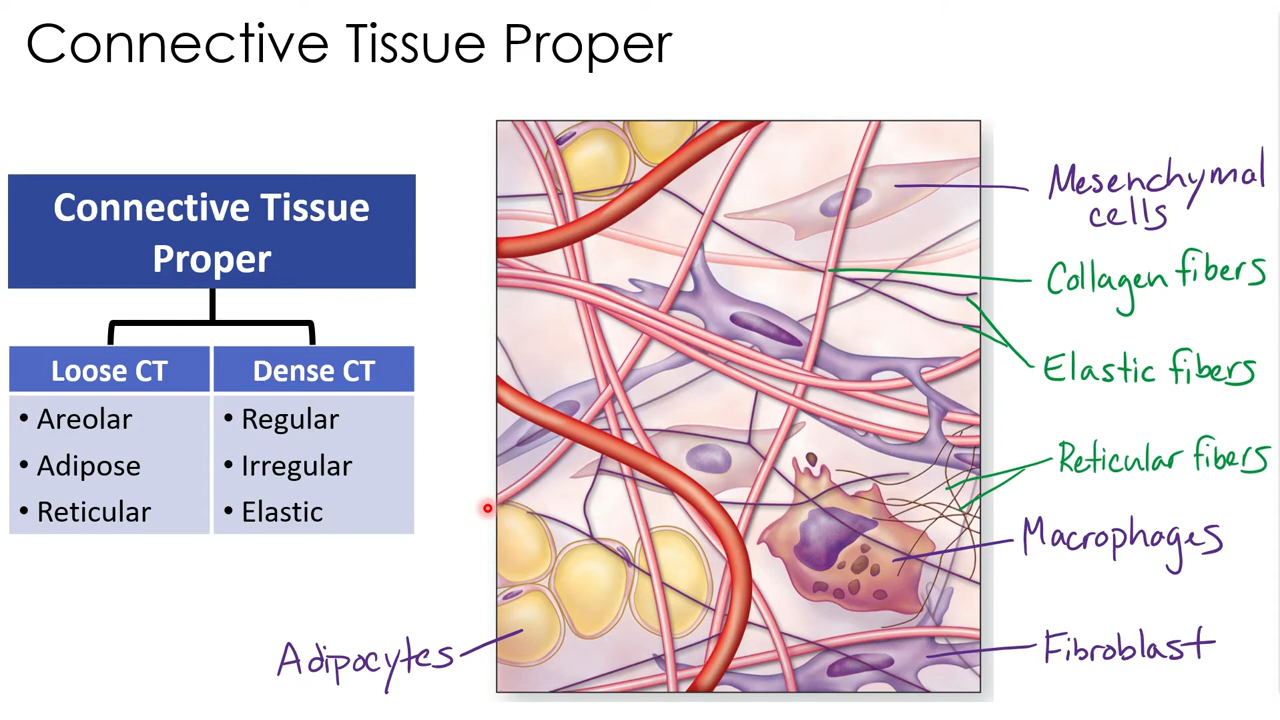 Connective Tissue Proper
Connective Tissue
Proper
Loose CT
• Areolar
• Adipose
• Reticular
Dense CT
• Regular
• Irregular
• Elastic
Mesenchymal
cells
Collagen fibers
Elastic fibers
Reticular fibers
Macrophages
Fibroblast
Adipocytes